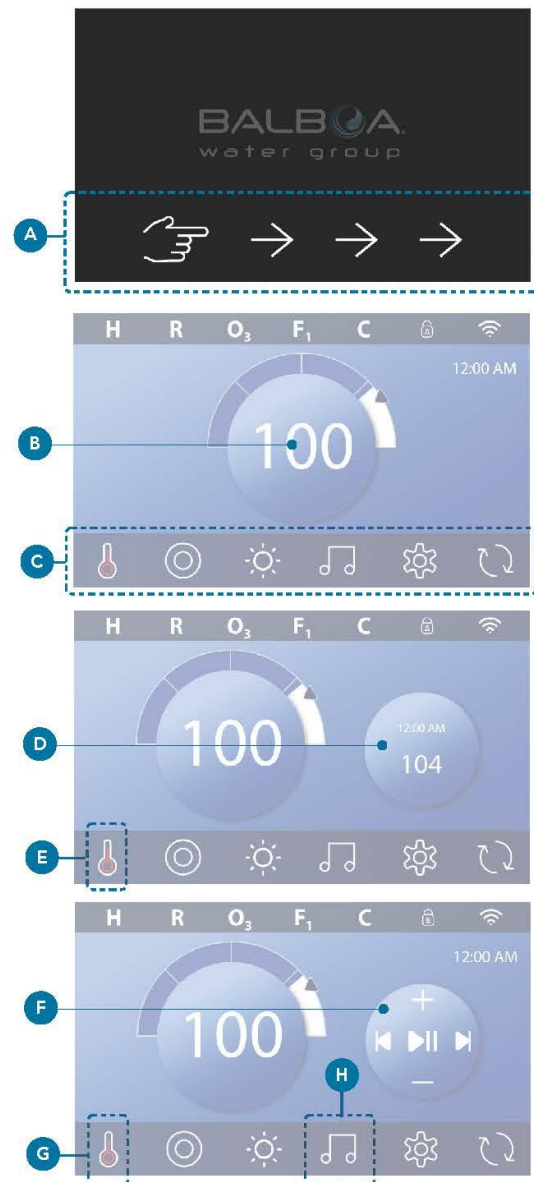 BALBOA.
water group
A
H R O₃ F₁ C
12:00 AM
B
100
C
H R O₃ F₁ C
D
100
12:00 AM
104
E
H R O₃ F₁ C
12:00 AM
F
100
H
G